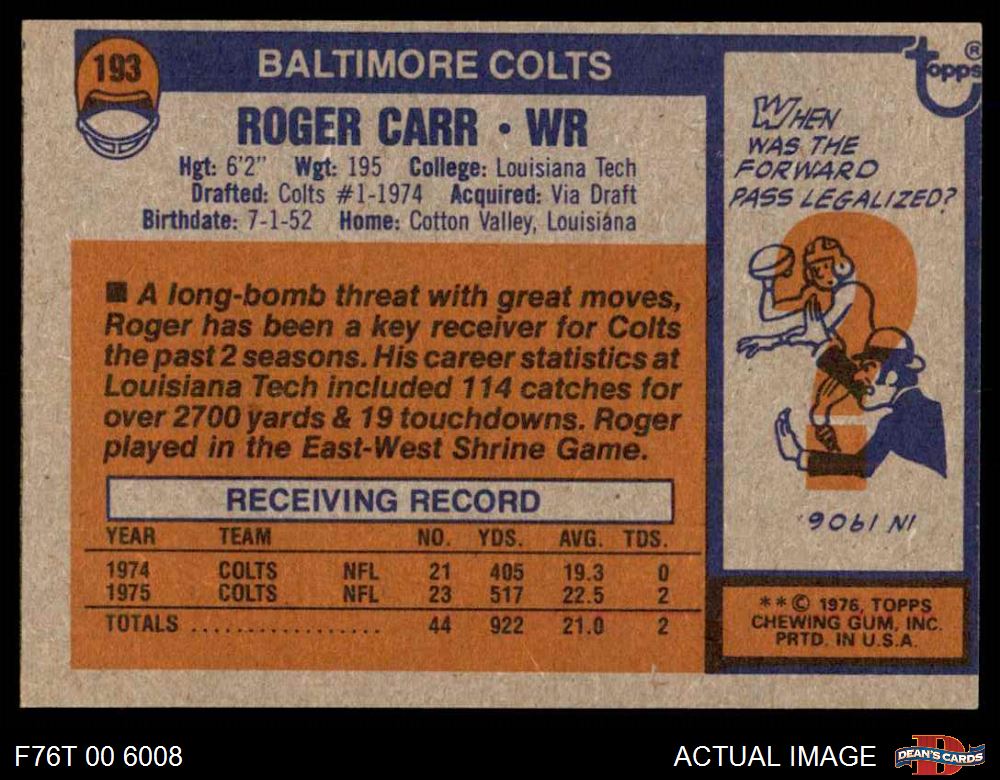 193
BALTIMORE COLTS
ROGER CARR · WR
Hgt: 6'2" Wgt: 195 College: Louisiana Tech
Drafted: Colts #1-1974 Acquired: Via Draft
Birthdate: 7-1-52 Home: Cotton Valley, Louisiana
■ A long-bomb threat with great moves,
Roger has been a key receiver for Colts
the past 2 seasons. His career statistics at
Louisiana Tech included 114 catches for
over 2700 yards & 19 touchdowns. Roger
played in the East-West Shrine Game.
RECEIVING RECORD
YEAR TEAM NO. YDS. AVG. TDS.
1974 COLTS NFL 21 405 19.3 0
1975 COLTS NFL 23 517 22.5 2
TOTALS .................. 44 922 21.0 2
topps®
WHEN
WAS THE
FORWARD
PASS LEGALIZED?
IN 1906.
**© 1976, TOPPS
CHEWING GUM, INC.
PRTD. IN U.S.A.
F76T 00 6008
ACTUAL IMAGE
D
DEAN'S CARDS